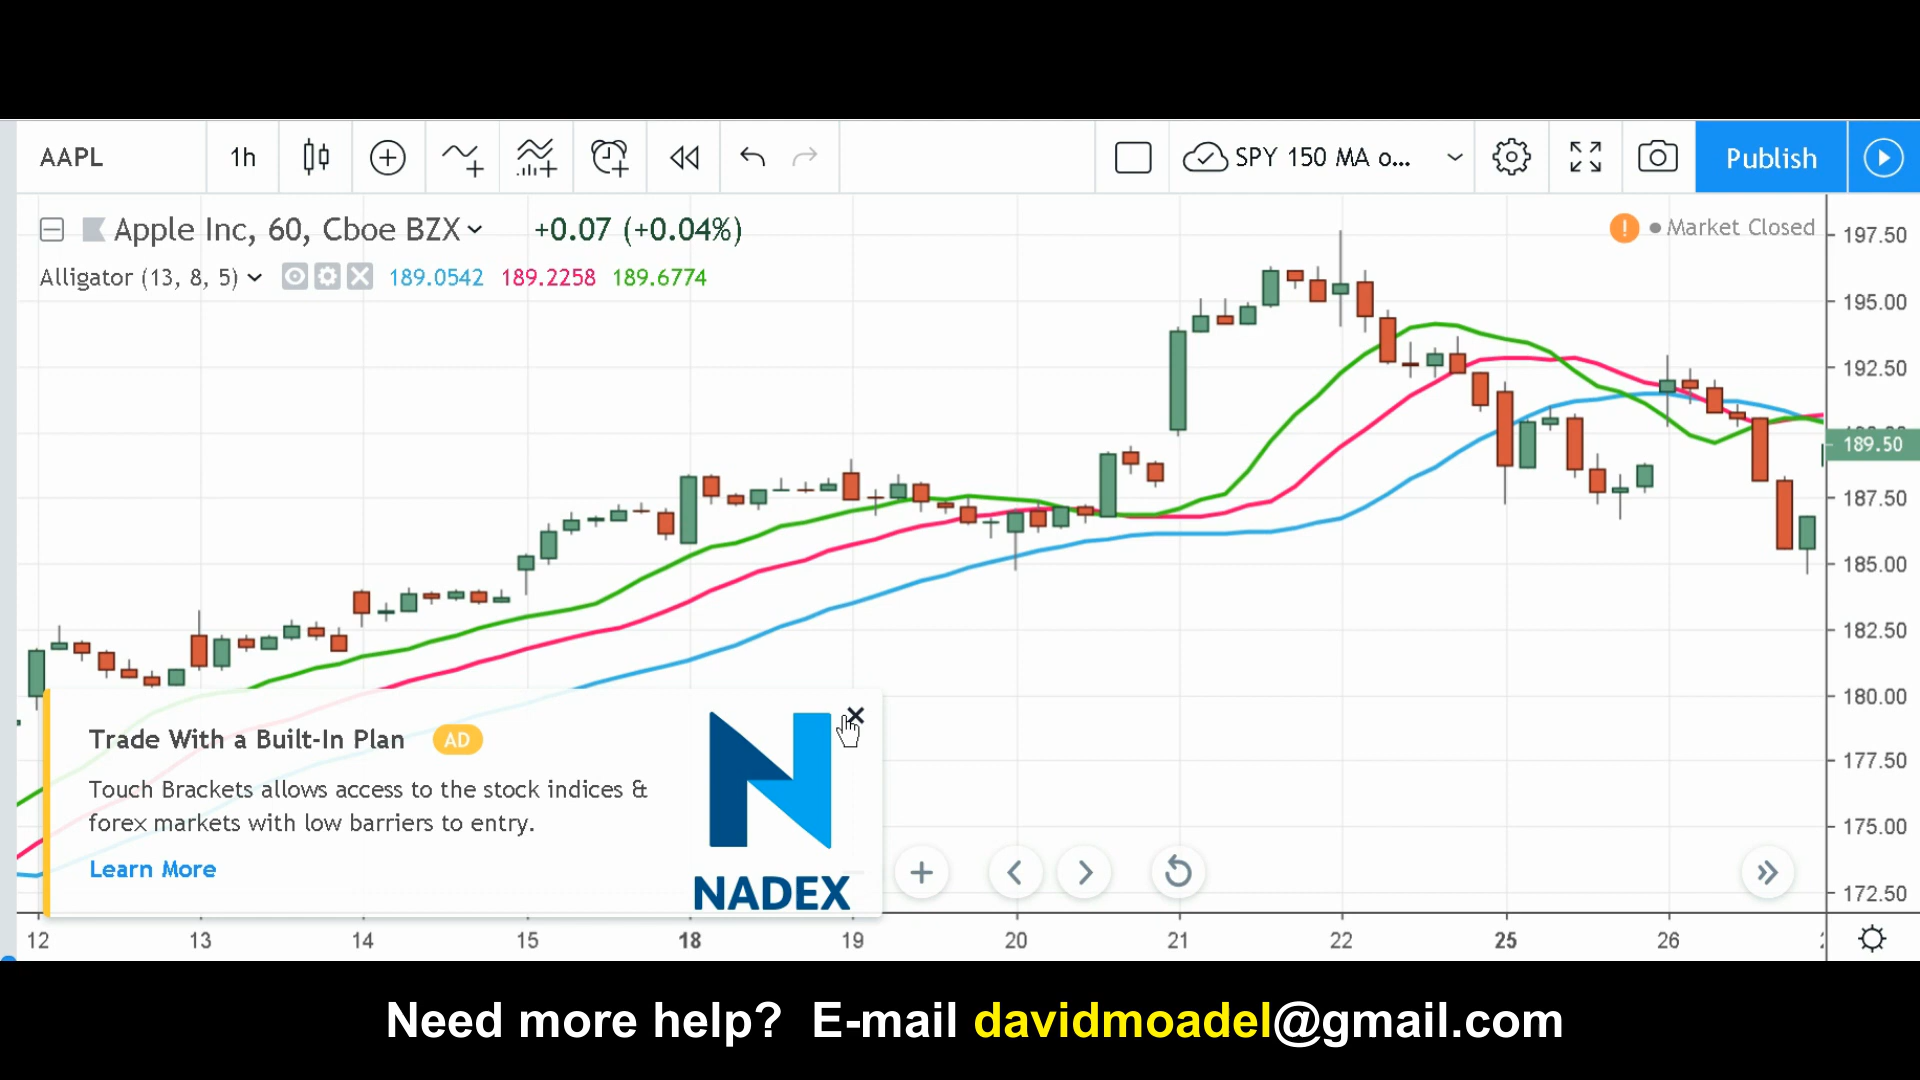 AAPL
1h
SPY 150 MA o...
Publish
Apple Inc, 60, Cboe BZX
+0.07 (+0.04%)
Market Closed
Alligator (13, 8, 5)
189.0542 189.2258 189.6774
197.50
195.00
192.50
189.50
187.50
185.00
182.50
180.00
177.50
175.00
172.50
Trade With a Built-In Plan
AD
Touch Brackets allows access to the stock indices &
forex markets with low barriers to entry.
Learn More
NADEX
12 13 14 15 18 19 20 21 22 25 26
Need more help? E-mail davidmoadel@gmail.com